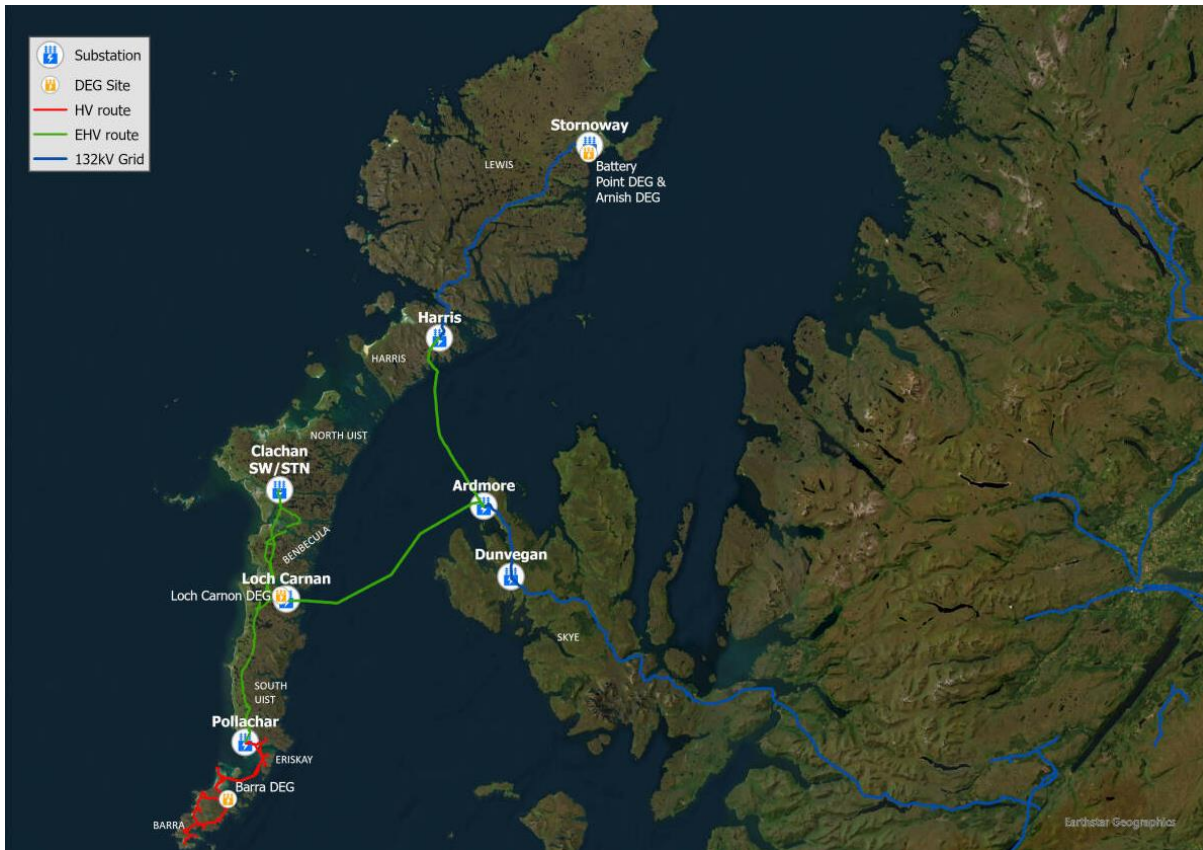 Substation
DEG Site
HV route
EHV route
132kV Grid
Stornoway
LEWIS
Battery
Point DEG &
Arnish DEG
Harris
HARRIS
NORTH UIST
Clachan
SW/STN
Ardmore
BENBECULA
Dunvegan
Loch Carnan
Loch Carnon DEG
SKYE
SOUTH
UIST
Pollachar
ERISKAY
Barra DEG
BARRA
Earthstar Geographics